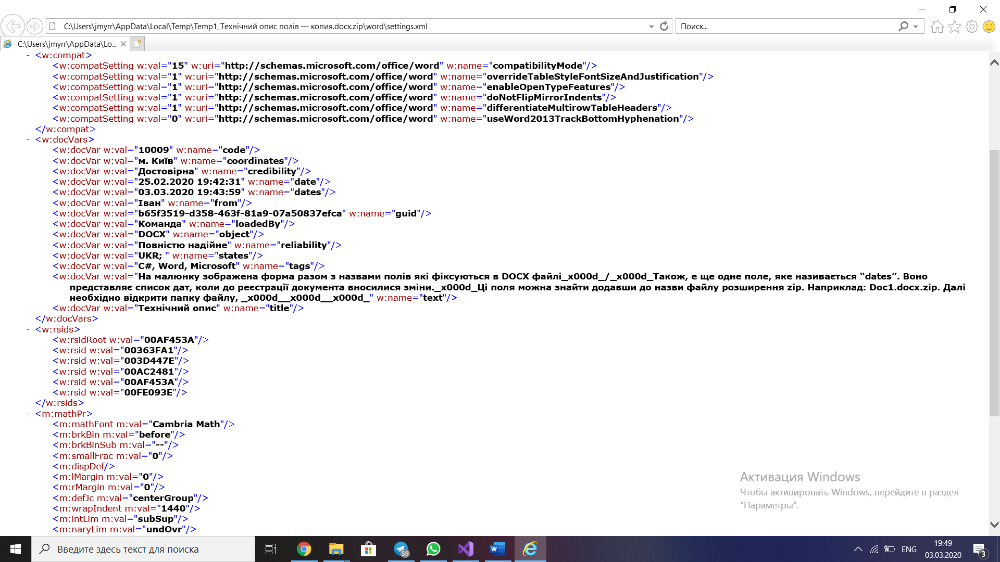 C:\Users\jmyrr\AppData\Local\Temp\Temp1_Технічний опис полів — копия.docx.zip\word\settings.xml
Поиск...
C:\Users\jmyrr\AppData\Lo...
- <w:compat>
<w:compatSetting w:val="15" w:uri="http://schemas.microsoft.com/office/word" w:name="compatibilityMode"/>
<w:compatSetting w:val="1" w:uri="http://schemas.microsoft.com/office/word" w:name="overrideTableStyleFontSizeAndJustification"/>
<w:compatSetting w:val="1" w:uri="http://schemas.microsoft.com/office/word" w:name="enableOpenTypeFeatures"/>
<w:compatSetting w:val="1" w:uri="http://schemas.microsoft.com/office/word" w:name="doNotFlipMirrorIndents"/>
<w:compatSetting w:val="1" w:uri="http://schemas.microsoft.com/office/word" w:name="differentiateMultirowTableHeaders"/>
<w:compatSetting w:val="0" w:uri="http://schemas.microsoft.com/office/word" w:name="useWord2013TrackBottomHyphenation"/>
</w:compat>
- <w:docVars>
<w:docVar w:val="10009" w:name="code"/>
<w:docVar w:val="м. Київ" w:name="coordinates"/>
<w:docVar w:val="Достовірна" w:name="credibility"/>
<w:docVar w:val="25.02.2020 19:42:31" w:name="date"/>
<w:docVar w:val="03.03.2020 19:43:59" w:name="dates"/>
<w:docVar w:val="Іван" w:name="from"/>
<w:docVar w:val="b65f3519-d358-463f-81a9-07a50837efca" w:name="guid"/>
<w:docVar w:val="Команда" w:name="loadedBy"/>
<w:docVar w:val="DOCX" w:name="object"/>
<w:docVar w:val="Повністю надійне" w:name="reliability"/>
<w:docVar w:val="UKR; " w:name="states"/>
<w:docVar w:val="C#, Word, Microsoft" w:name="tags"/>
<w:docVar w:val="На малюнку зображена форма разом з назвами полів які фіксуються в DOCX файлі_x000d_/_x000d_Також, е ще одне поле, яке називається “dates”. Воно
представляє список дат, коли до реєстрації документа вносилися зміни._x000d_Ці поля можна знайти додавши до назви файлу розширення zip. Наприклад: Doc1.docx.zip. Далі
необхідно відкрити папку файлу, _x000d__x000d__x000d_" w:name="text"/>
<w:docVar w:val="Технічний опис" w:name="title"/>
</w:docVars>
- <w:rsids>
<w:rsidRoot w:val="00AF453A"/>
<w:rsid w:val="00363FA1"/>
<w:rsid w:val="003D447E"/>
<w:rsid w:val="00AC2481"/>
<w:rsid w:val="00AF453A"/>
<w:rsid w:val="00FE093E"/>
</w:rsids>
- <m:mathPr>
<m:mathFont m:val="Cambria Math"/>
<m:brkBin m:val="before"/>
<m:brkBinSub m:val="--"/>
<m:smallFrac m:val="0"/>
<m:dispDef/>
<m:lMargin m:val="0"/>
<m:rMargin m:val="0"/>
<m:defJc m:val="centerGroup"/>
<m:wrapIndent m:val="1440"/>
<m:intLim m:val="subSup"/>
<m:naryLim m:val="undOvr"/>
Активация Windows
Чтобы активировать Windows, перейдите в раздел
"Параметры".
Введите здесь текст для поиска
59
ENG
19:49
03.03.2020
3